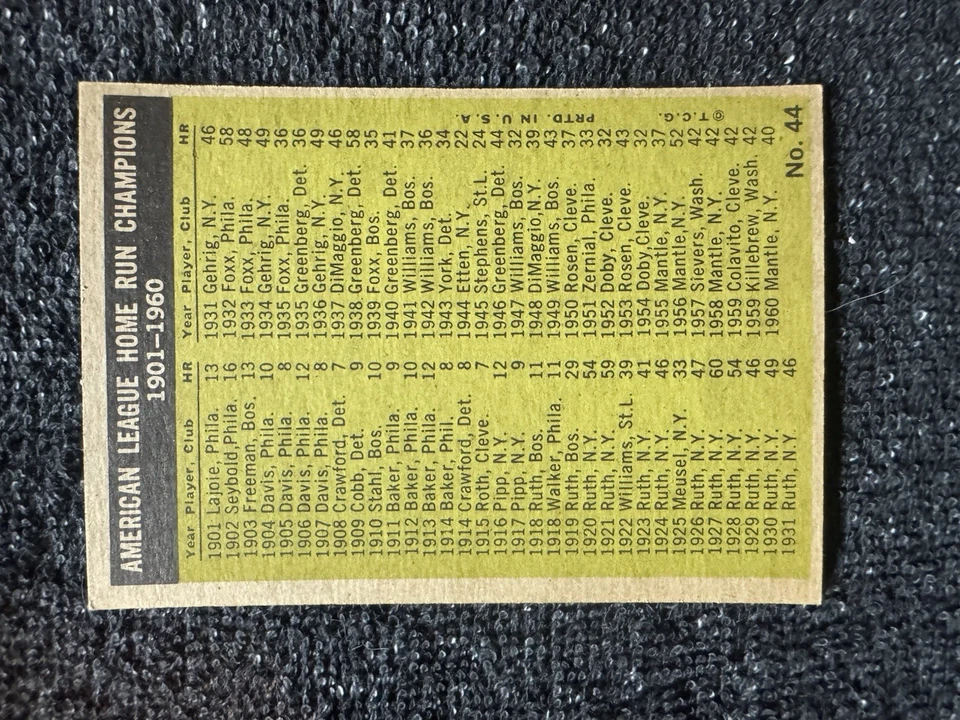 AMERICAN LEAGUE HOME RUN CHAMPIONS
1901–1960
Year Player, Club HR
1901 Lajoie, Phila. 13
1902 Seybold, Phila. 16
1903 Freeman, Bos. 13
1904 Davis, Phila. 10
1905 Davis, Phila. 8
1906 Davis, Phila. 12
1907 Davis, Phila. 8
1908 Crawford, Det. 7
1909 Cobb Det. 9
1910 Stahl, Bos. 10
1911 Baker, Phila. 9
1912 Baker, Phila. 10
1913 Baker, Phila 12
1914 Baker, Phil. 8
1914 Crawford, Det. 8
1915 Roth, Cleve. 7
1916 Pipp, N.Y. 12
1917 Pipp, N.Y. 9
1918 Ruth, Bos. 11
1918 Walker, Phila. 11
1919 Ruth, Bos. 29
1920 Ruth, N.Y. 54
1921 Ruth, N.Y. 59
1922 Williams, St.L. 39
1923 Ruth, N.Y. 41
1924 Ruth, N.Y. 46
1925 Meusel, N.Y 33
1926 Ruth, N.Y. 47
1927 Ruth, N.Y. 60
1928 Ruth, N.Y. 54
1929 Ruth, N.Y. 46
1930 Ruth, N.Y. 49
1931 Ruth, N.Y. 46
Year Player, Club HR
1931 Gehrig, N.Y. 46
1932 Foxx, Phila. 58
1933 Foxx, Phila. 48
1934 Gehrig, N.Y. 49
1935 Foxx, Phila. 36
1935 Greenberg, Det. 36
1936 Gehrig, N.Y. 49
1937 DiMaggio, N.Y 46
1938 Greenberg, Det. 58
1939 Foxx, Bos. 35
1940 Greenberg, Det 41
1941 Williams, Bos. 37
1942 Williams, Bos. 36
1943 York, Det. 34
1944 Etten, N.Y. 22
1945 Stephens, St.L. 24
1946 Greenberg, Det. 44
1947 Williams, Bos. 32
1948 DiMaggio, N.Y. 39
1949 Williams, Bos. 43
1950 Rosen, Cleve. 37
1951 Zernial, Phila. 33
1952 Doby, Cleve. 32
1953 Rosen, Cleve. 43
1954 Doby, Cleve. 32
1955 Mantle, N.Y. 37
1956 Mantle, N.Y. 52
1957 Sievers, Wash. 42
1958 Mantle, N.Y. 42
1959 Colavito, Cleve. 42
1959 Killebrew, Wash. 42
1960 Mantle, N.Y. 40
© T.C.G. PRTD. IN U.S.A.
No. 44